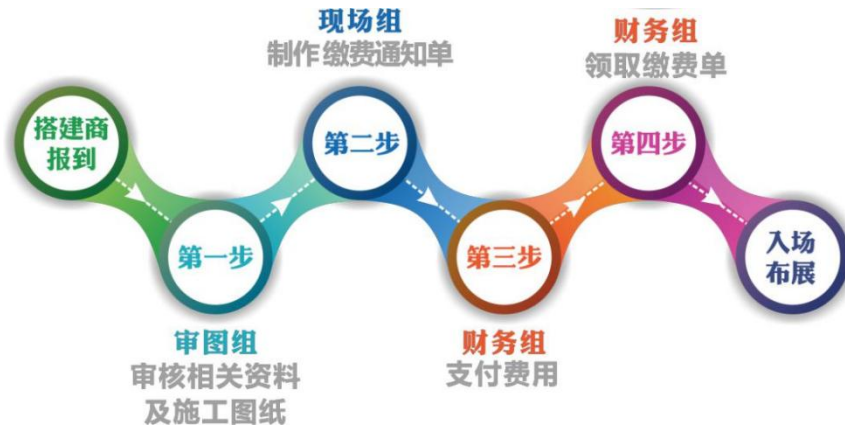 搭建商
报到
第一步
审图组
审核相关资料
及施工图纸
现场组
制作缴费通知单
第二步
第三步
财务组
支付费用
财务组
领取缴费单
第四步
入场
布展